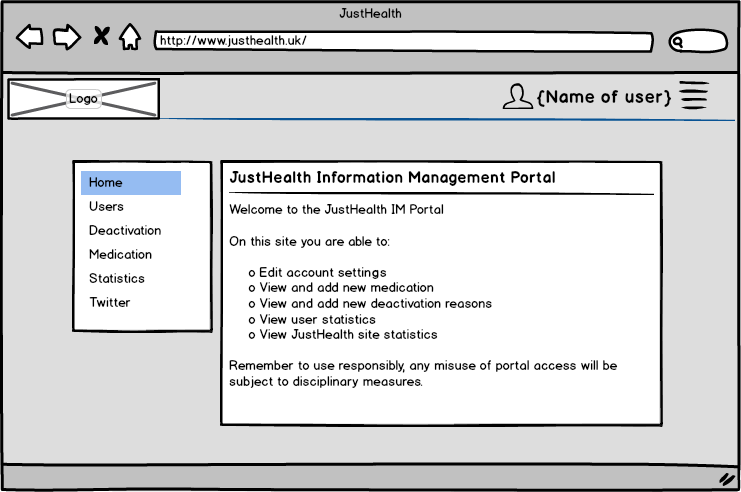 JustHealth
http://www.justhealth.uk/
Logo
{Name of user}
Home
Users
Deactivation
Medication
Statistics
Twitter
JustHealth Information Management Portal
Welcome to the JustHealth IM Portal
On this site you are able to:
o Edit account settings
o View and add new medication
o View and add new deactivation reasons
o View user statistics
o View JustHealth site statistics
Remember to use responsibly, any misuse of portal access will be
subject to disciplinary measures.